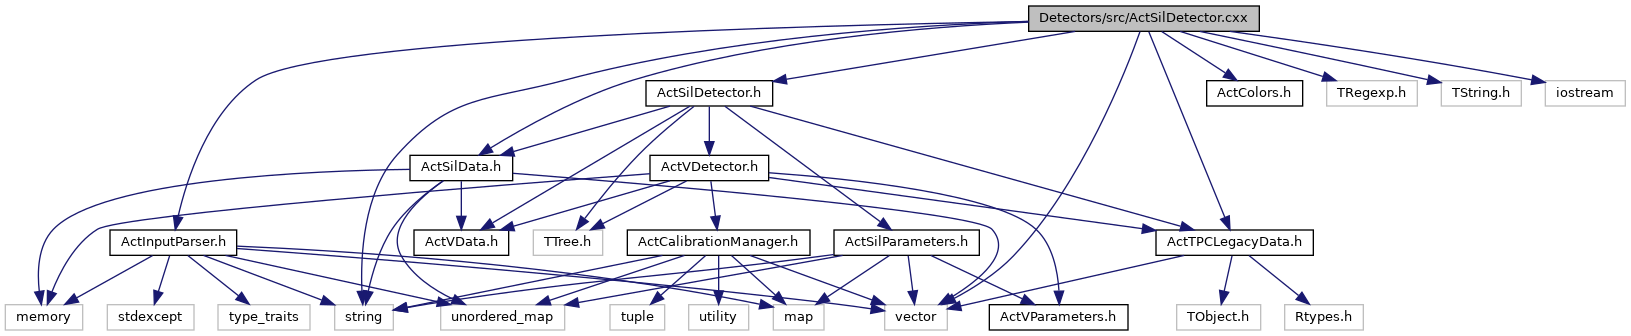 Detectors/src/ActSilDetector.cxx
ActSilDetector.h
ActColors.h
TRegexp.h
TString.h
iostream
ActSilData.h
ActVDetector.h
ActInputParser.h
ActVData.h
TTree.h
ActCalibrationManager.h
ActSilParameters.h
ActTPCLegacyData.h
memory
stdexcept
type_traits
string
unordered_map
tuple
utility
map
vector
ActVParameters.h
TObject.h
Rtypes.h